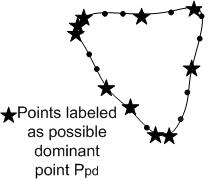 Points labeled
as possible
dominant
point Ppd